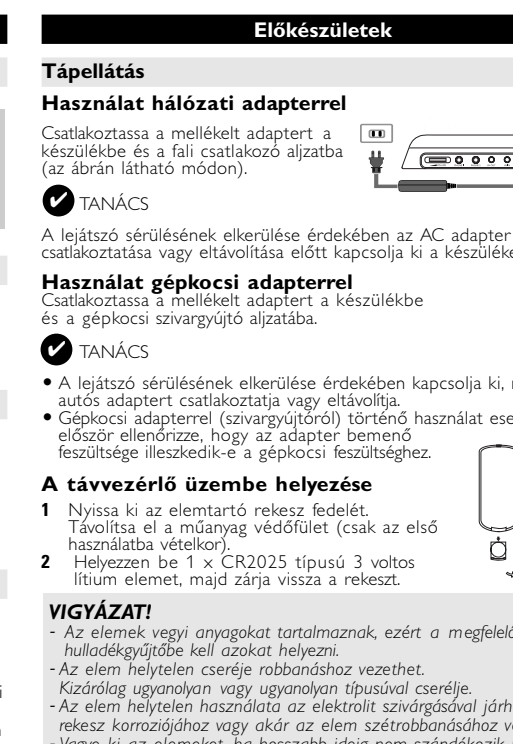 Előkészületek
Tápellátás
Használat hálózati adapterrel
Csatlakoztassa a mellékelt adaptert a
készülékbe és a fali csatlakozó aljzatba
(az ábrán látható módon).
TANÁCS
A lejátszó sérülésének elkerülése érdekében az AC adapter
csatlakoztatása vagy eltávolítása előtt kapcsolja ki a
Használat gépkocsi adapterrel
Csatlakoztassa a mellékelt adaptert a készülékbe
és a gépkocsi szivargyújtó aljzatába.
TANÁCS
• A lejátszó sérülésének elkerülése érdekében kapcsolja ki,
autós adaptert csatlakoztatja vagy eltávolítja.
• Gépkocsi adapterrel (szivargyújtóról) történő használat
először ellenőrizze, hogy az adapter bemenő
feszültsége illeszkedik-e a gépkocsi feszültséghez.
A távvezérlő üzembe helyezése
1 Nyissa ki az elemtartó rekesz fedelét.
Távolítsa el a műanyag védőfület (csak az első
használatba vételkor).
2 Helyezzen be 1 x CR2025 típusú 3 voltos
lítium elemet, majd zárja vissza a rekeszt.
VIGYÁZAT!
- Az elemek vegyi anyagokat tartalmaznak, ezért a
hulladékgyűjtőbe kell azokat helyezni.
- Az elem helytelen cseréje robbanáshoz vezethet.
Kizárólag ugyanolyan vagy ugyanolyan típusúval cserélje.
- Az elem helytelen használata az elektrolit szivárgásával
rekesz korroziójához vagy akár az elem szétrobbanásához